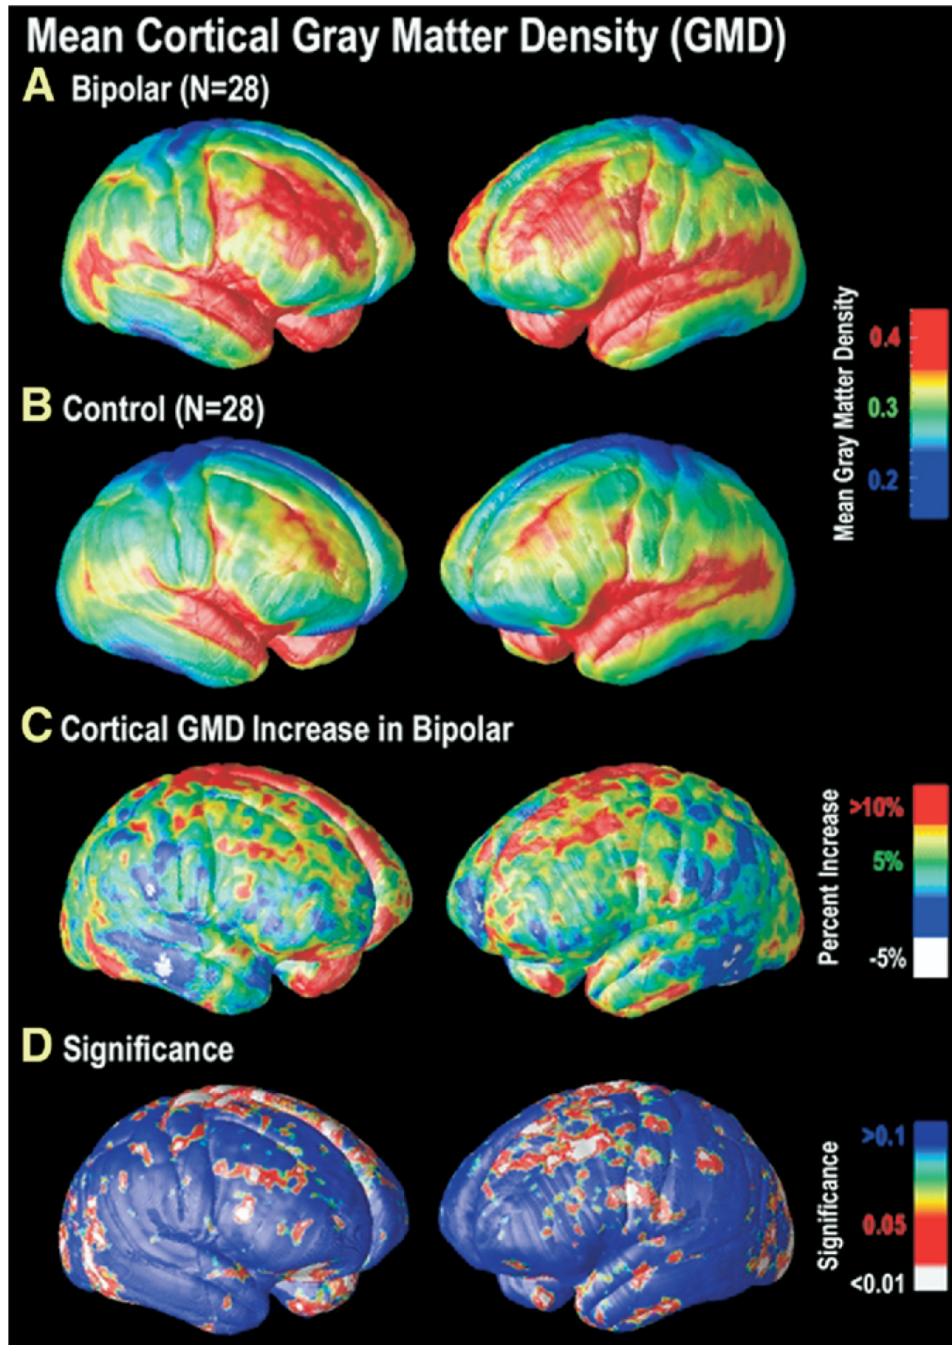 Mean Cortical Gray Matter Density (GMD)
A Bipolar (N=28)
B Control (N=28)
Mean Gray Matter Density
0.4
0.3
0.2
C Cortical GMD Increase in Bipolar
Percent Increase
>10%
5%
-5%
D Significance
Significance
>0.1
0.05
<0.01